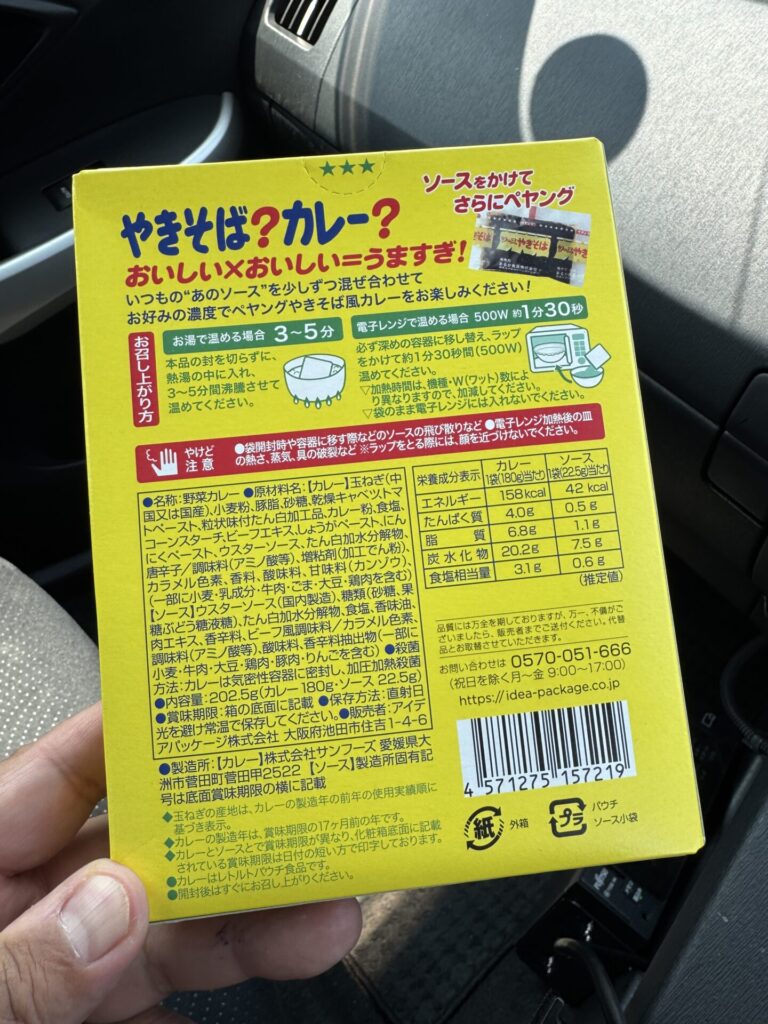 ★★★
ソースをかけて
さらにペヤング
やきそば?カレー?
おいしい×おいしい=うますぎ!
いつもの“あのソース”を少しずつ混ぜ合わせて
お好みの濃度でペヤングやきそば風カレーをお楽しみください!
お召し上がり方
お湯で温める場合 3〜5分
本品の封を切らずに、
熱湯の中に入れ、
3〜5分間沸騰させて
温めてください。
電子レンジで温める場合 500W 約1分30秒
必ず深めの容器に移し替え、ラップ
をかけて約1分30秒間(500W)
温めてください。
▽加熱時間は、機種・W(ワット)数によ
り異なりますので、加減してください。
▽袋のまま電子レンジには入れないでください。
やけど
注意
●袋開封時や容器に移す際などのソースの飛び散りなど ●電子レンジ加熱後の皿
の熱さ、蒸気、具の破裂など ※ラップをとる際には、顔を近づけないでください。
●名称:野菜カレー ●原材料名:【カレー】玉ねぎ(中
国又は国産)、小麦粉、豚脂、砂糖、乾燥キャベツ、トマ
トペースト、粒状味付たん白加工品、カレー粉、食塩、
コーンスターチ、ビーフエキス、しょうがペースト、にん
にくペースト、ウスターソース、たん白加水分解物、
唐辛子/調味料(アミノ酸等)、増粘剤(加工でん粉)、
カラメル色素、香料、酸味料、甘味料(カンゾウ)、
(一部に小麦・乳成分・牛肉・ごま・大豆・鶏肉を含む)
【ソース】ウスターソース(国内製造)、糖類(砂糖、果
糖ぶどう糖液糖)、たん白加水分解物、食塩、香味油、
肉エキス、香辛料、ビーフ風調味料/カラメル色素、
調味料(アミノ酸等)、酸味料、香辛料抽出物(一部に
小麦・牛肉・大豆・鶏肉・豚肉・りんごを含む) ●殺菌
方法:カレーは気密性容器に密封し、加圧加熱殺菌
●内容量:202.5g(カレー180g・ソース22.5g)
●賞味期限:箱の底面に記載 ●保存方法:直射日
光を避け常温で保存してください。●販売者:アイデ
アパッケージ株式会社 大阪府池田市住吉1-4-6
●製造所:【カレー】株式会社サンフーズ 愛媛県大
洲市菅田町菅田甲2522 【ソース】製造所固有記
号は底面賞味期限の横に記載
◆玉ねぎの産地は、カレーの製造年の前年の使用実績順に
基づき表示。
◆カレーの製造年は、賞味期限の17ヶ月前の年です。
◆カレーとソースとで賞味期限が異なり、化粧箱底面に記載
されている賞味期限は日付の短い方で印字しております。
●カレーはレトルトパウチ食品です。
●開封後はすぐにお召し上がりください。
栄養成分表示 カレー 1袋(180g)当たり ソース 1袋(22.5g)当たり
エネルギー 158kcal 42kcal
たんぱく質 4.0g 0.5g
脂質 6.8g 1.1g
炭水化物 20.2g 7.5g
食塩相当量 3.1g 0.6g
(推定値)
品質には万全を期しておりますが、万一、不備がご
ざいましたら、販売者までご送付ください。代替
品とお取替させていただきます。
お問い合わせは 0570-051-666
(祝日を除く月〜金 9:00〜17:00)
https://idea-package.co.jp
4 571275 157219
紙 外箱
プラ パウチ
ソース小袋